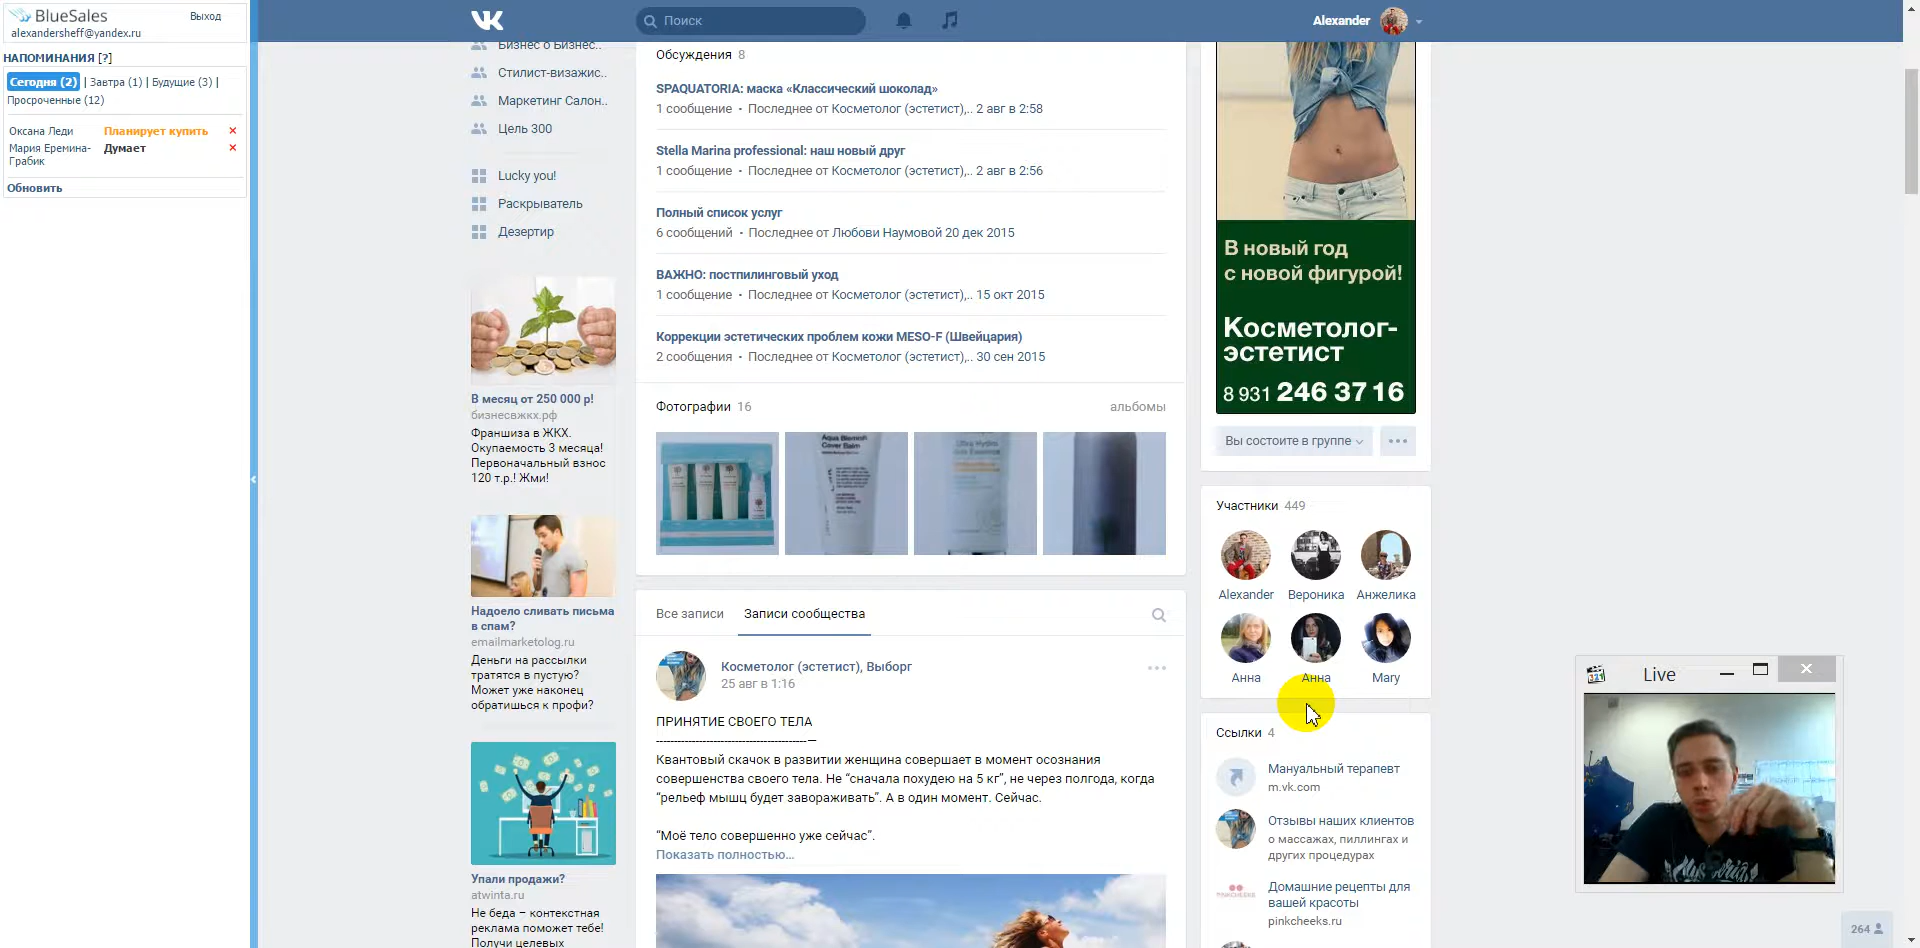 BlueSales
Выход
alexandersheff@yandex.ru
НАПОМИНАНИЯ [?]
Сегодня (2) | Завтра (1) | Будущие (3) |
Просроченные (12)
Оксана Леди Планирует купить ×
Мария Еремина- Думает ×
Грабик
Обновить
Поиск
Alexander
Бизнес о Бизнес..
Стилист-визажис..
Маркетинг Салон..
Цель 300
Lucky you!
Раскрыватель
Дезертир
В месяц от 250 000 р!
бизнесвжкх.рф
Франшиза в ЖКХ.
Окупаемость 3 месяца!
Первоначальный взнос
120 т.р.! Жми!
Надоело сливать письма
в спам?
emailmarketolog.ru
Деньги на рассылки
тратятся в пустую?
Может уже наконец
обратишься к профи?
Упали продажи?
atwinta.ru
Не беда – контекстная
реклама поможет тебе!
Получи целевых
Обсуждения 8
SPAQUATORIA: маска «Классический шоколад»
1 сообщение • Последнее от Косметолог (эстетист),.. 2 авг в 2:58
Stella Marina professional: наш новый друг
1 сообщение • Последнее от Косметолог (эстетист),.. 2 авг в 2:56
Полный список услуг
6 сообщений • Последнее от Любови Наумовой 20 дек 2015
ВАЖНО: постпилинговый уход
1 сообщение • Последнее от Косметолог (эстетист),.. 15 окт 2015
Коррекции эстетических проблем кожи MESO-F (Швейцария)
2 сообщения • Последнее от Косметолог (эстетист),.. 30 сен 2015
Фотографии 16
альбомы
Aqua Blemish
Cover Balm
Все записи
Записи сообщества
Косметолог (эстетист), Выборг
25 авг в 1:16
ПРИНЯТИЕ СВОЕГО ТЕЛА
Квантовый скачок в развитии женщина совершает в момент осознания
совершенства своего тела. Не “сначала похудею на 5 кг”, не через полгода, когда
“рельеф мышц будет завораживать”. А в один момент. Сейчас.
“Моё тело совершенно уже сейчас”.
Показать полностью…
В новый год
с новой фигурой!
Косметолог-
эстетист
8 931 246 37 16
Вы состоите в группе
Участники 449
Alexander Вероника Анжелика
Анна Анна Mary
Ссылки 4
Мануальный терапевт
m.vk.com
Отзывы наших клиентов
о массажах, пиллингах и
других процедурах
PINKCHEEKS
Домашние рецепты для
вашей красоты
pinkcheeks.ru
321
Live
264